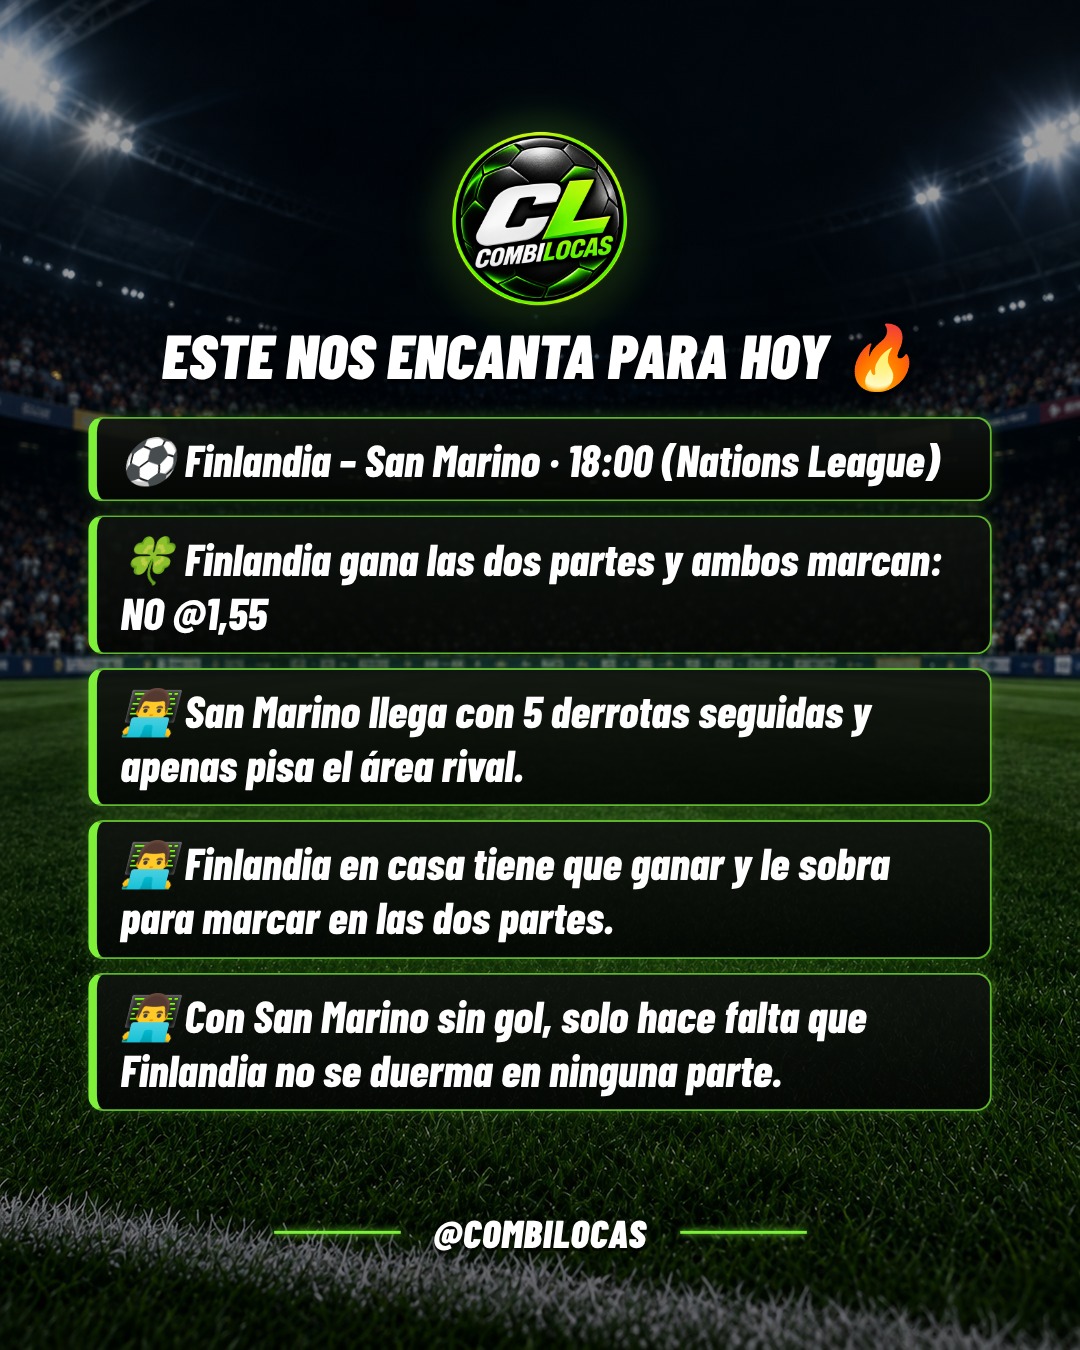 CL
COMBILOCAS
ESTE NOS ENCANTA PARA HOY 🔥
⚽ Finlandia - San Marino · 18:00 (Nations League)
🍀 Finlandia gana las dos partes y ambos marcan:
NO @1,55
👨‍💻 San Marino llega con 5 derrotas seguidas y
apenas pisa el área rival.
👨‍💻 Finlandia en casa tiene que ganar y le sobra
para marcar en las dos partes.
👨‍💻 Con San Marino sin gol, solo hace falta que
Finlandia no se duerma en ninguna parte.
@COMBILOCAS